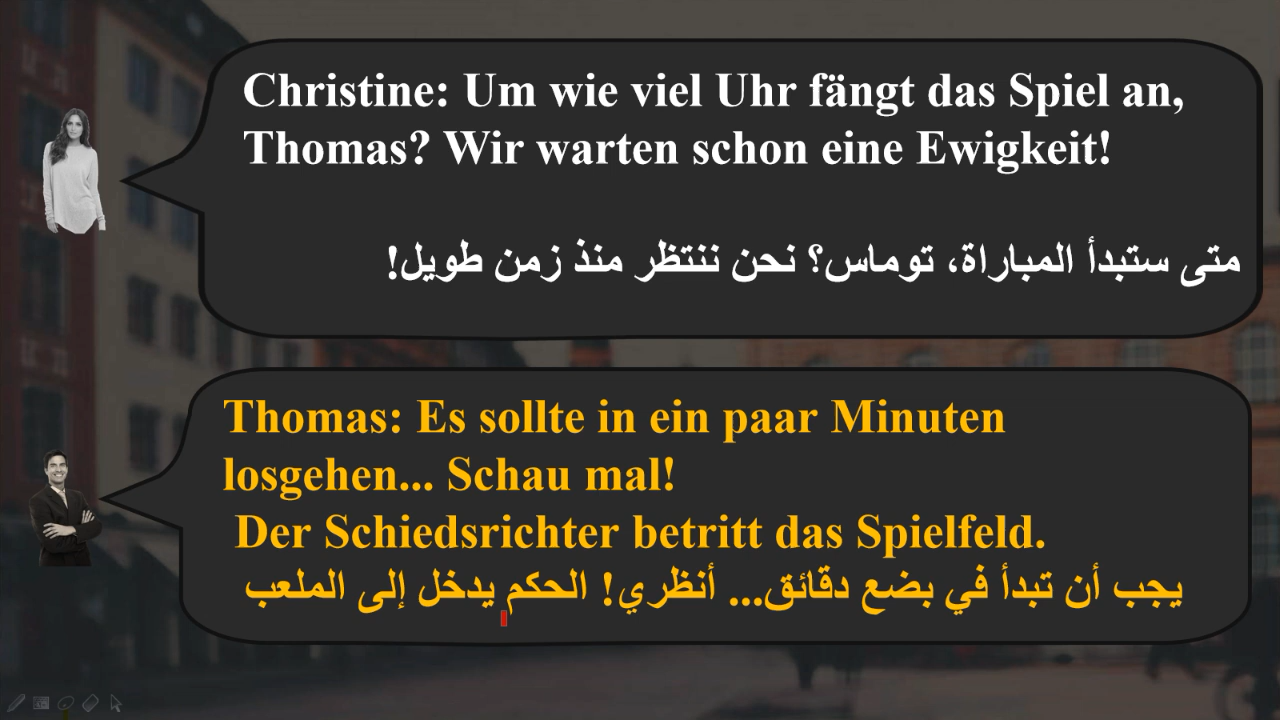 Christine: Um wie viel Uhr fängt das Spiel an,
Thomas? Wir warten schon eine Ewigkeit!
متى ستبدأ المباراة، توماس؟ نحن ننتظر منذ زمن طويل!
Thomas: Es sollte in ein paar Minuten
losgehen... Schau mal!
Der Schiedsrichter betritt das Spielfeld.
يجب أن تبدأ في بضع دقائق... أنظري! الحكم يدخل إلى الملعب